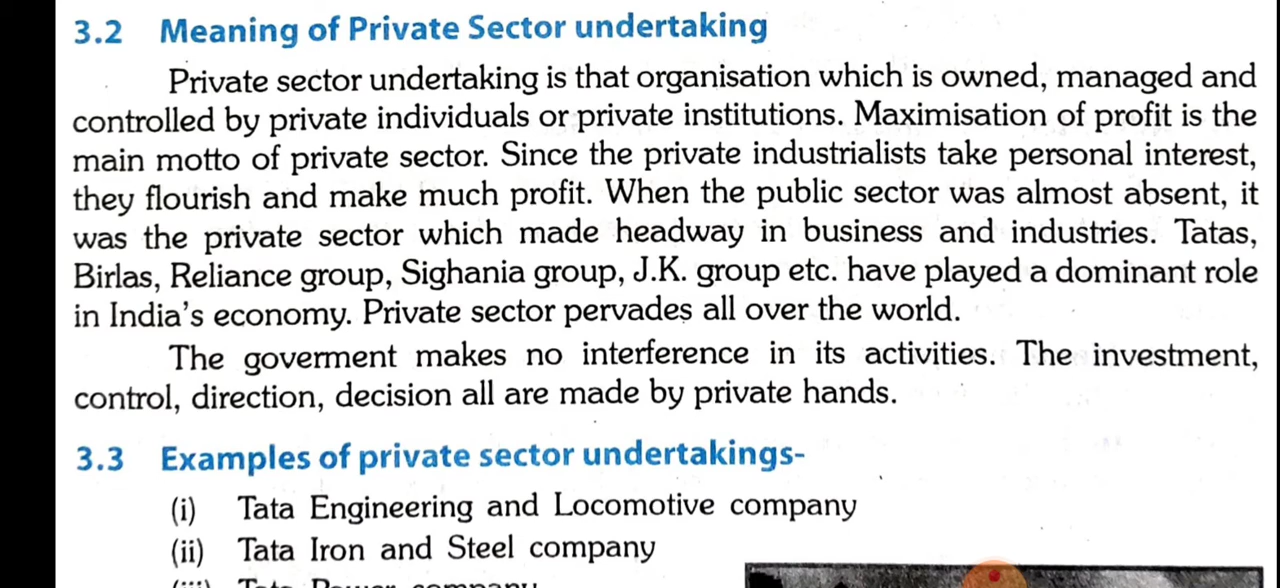 3.2 Meaning of Private Sector undertaking
Private sector undertaking is that organisation which is owned, managed and
controlled by private individuals or private institutions. Maximisation of profit is the
main motto of private sector. Since the private industrialists take personal interest,
they flourish and make much profit. When the public sector was almost absent, it
was the private sector which made headway in business and industries. Tatas,
Birlas, Reliance group, Sighania group, J.K. group etc. have played a dominant role
in India's economy. Private sector pervades all over the world.
The goverment makes no interference in its activities. The investment,
control, direction, decision all are made by private hands.
3.3 Examples of private sector undertakings-
(i) Tata Engineering and Locomotive company
(ii) Tata Iron and Steel company
(iii) Tata Power company